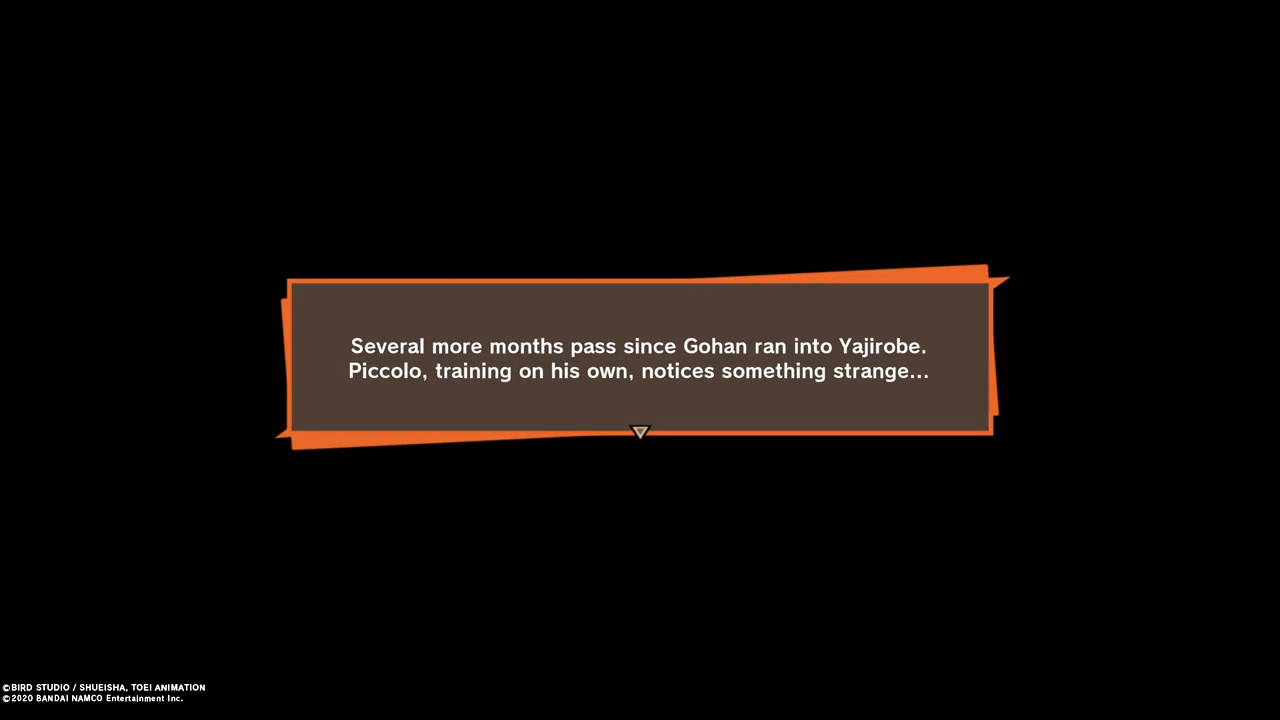 Several more months pass since Gohan ran into Yajirobe.
Piccolo, training on his own, notices something strange...
©BIRD STUDIO / SHUEISHA, TOEI ANIMATION
©2020 BANDAI NAMCO Entertainment Inc.